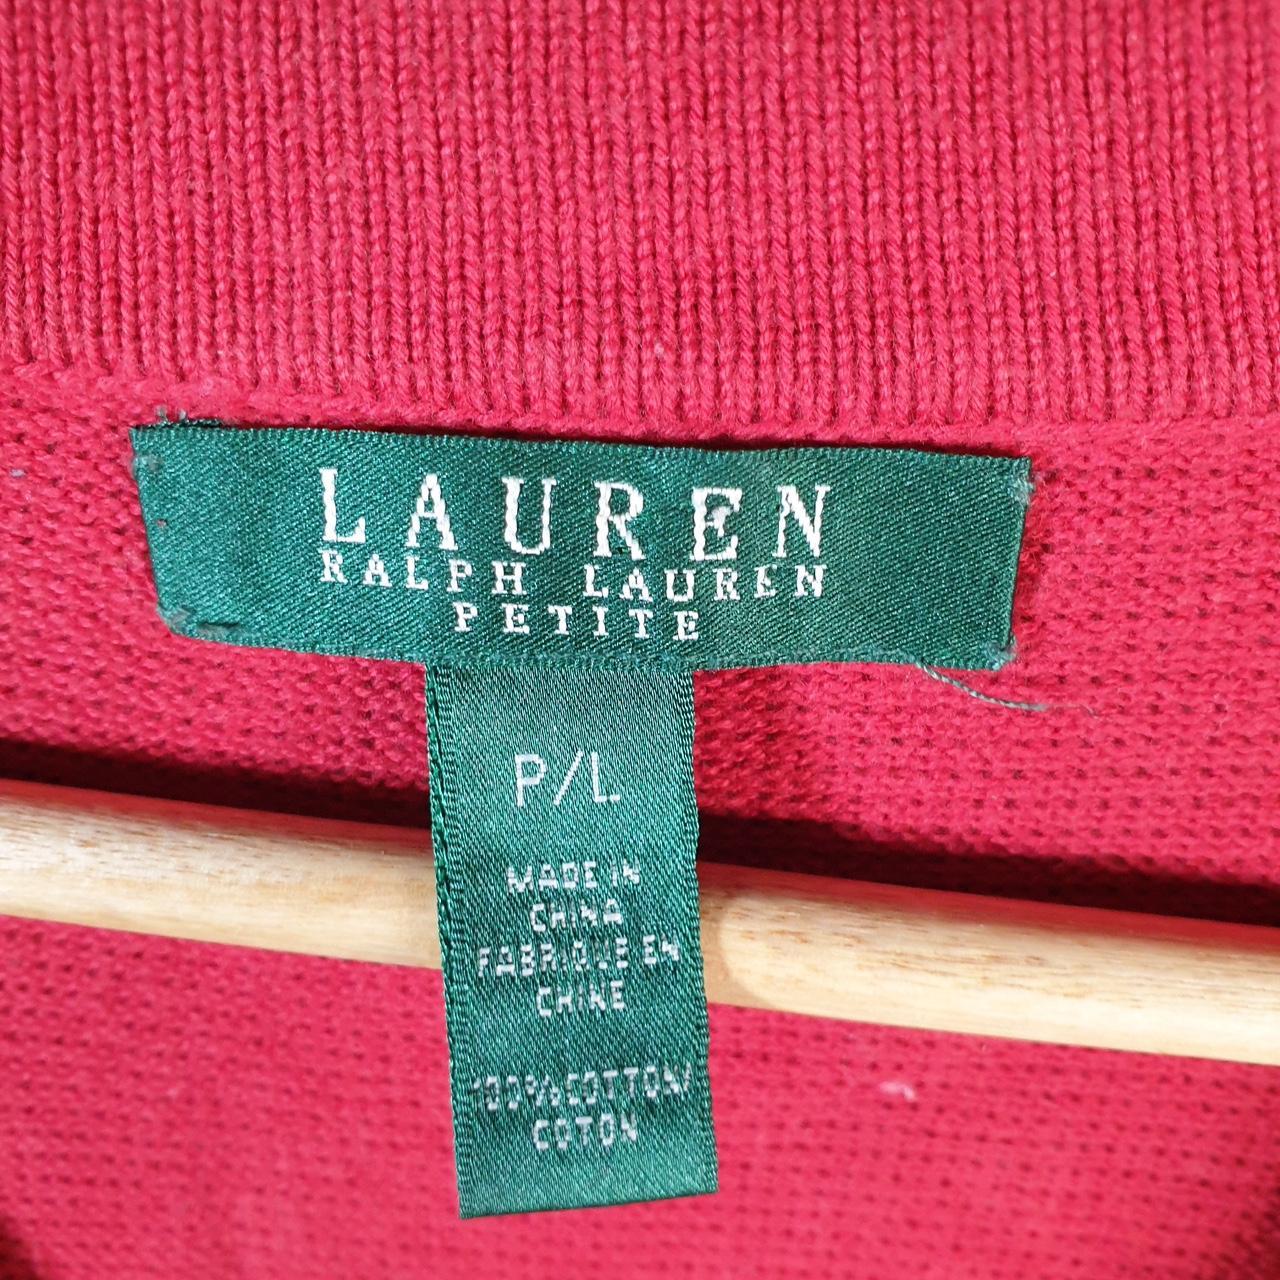 LAUREN
RALPH LAUREN
PETITE
P/L
MADE IN
CHINA
FABRIQUE EN
CHINE
100%COTTON/
COTON